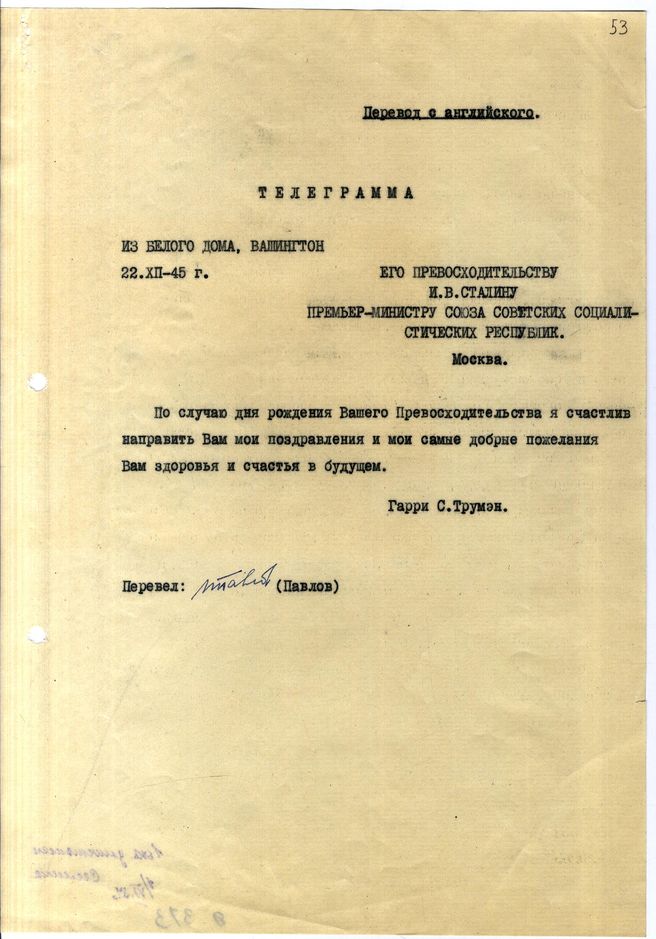 53
Перевод с английского.
ТЕЛЕГРАММА
ИЗ БЕЛОГО ДОМА, ВАШИНГТОН
22.ХП-45 г.
ЕГО ПРЕВОСХОДИТЕЛЬСТВУ
И.В.СТАЛИНУ
ПРЕМЬЕР-МИНИСТРУ СОЮЗА СОВЕТСКИХ СОЦИАЛИ-
СТИЧЕСКИХ РЕСПУБЛИК.
Москва.
По случаю дня рождения Вашего Превосходительства я счастлив
направить Вам мои поздравления и мои самые добрые пожелания
Вам здоровья и счастья в будущем.
Гарри С.Трумэн.
Перевел: (Павлов)